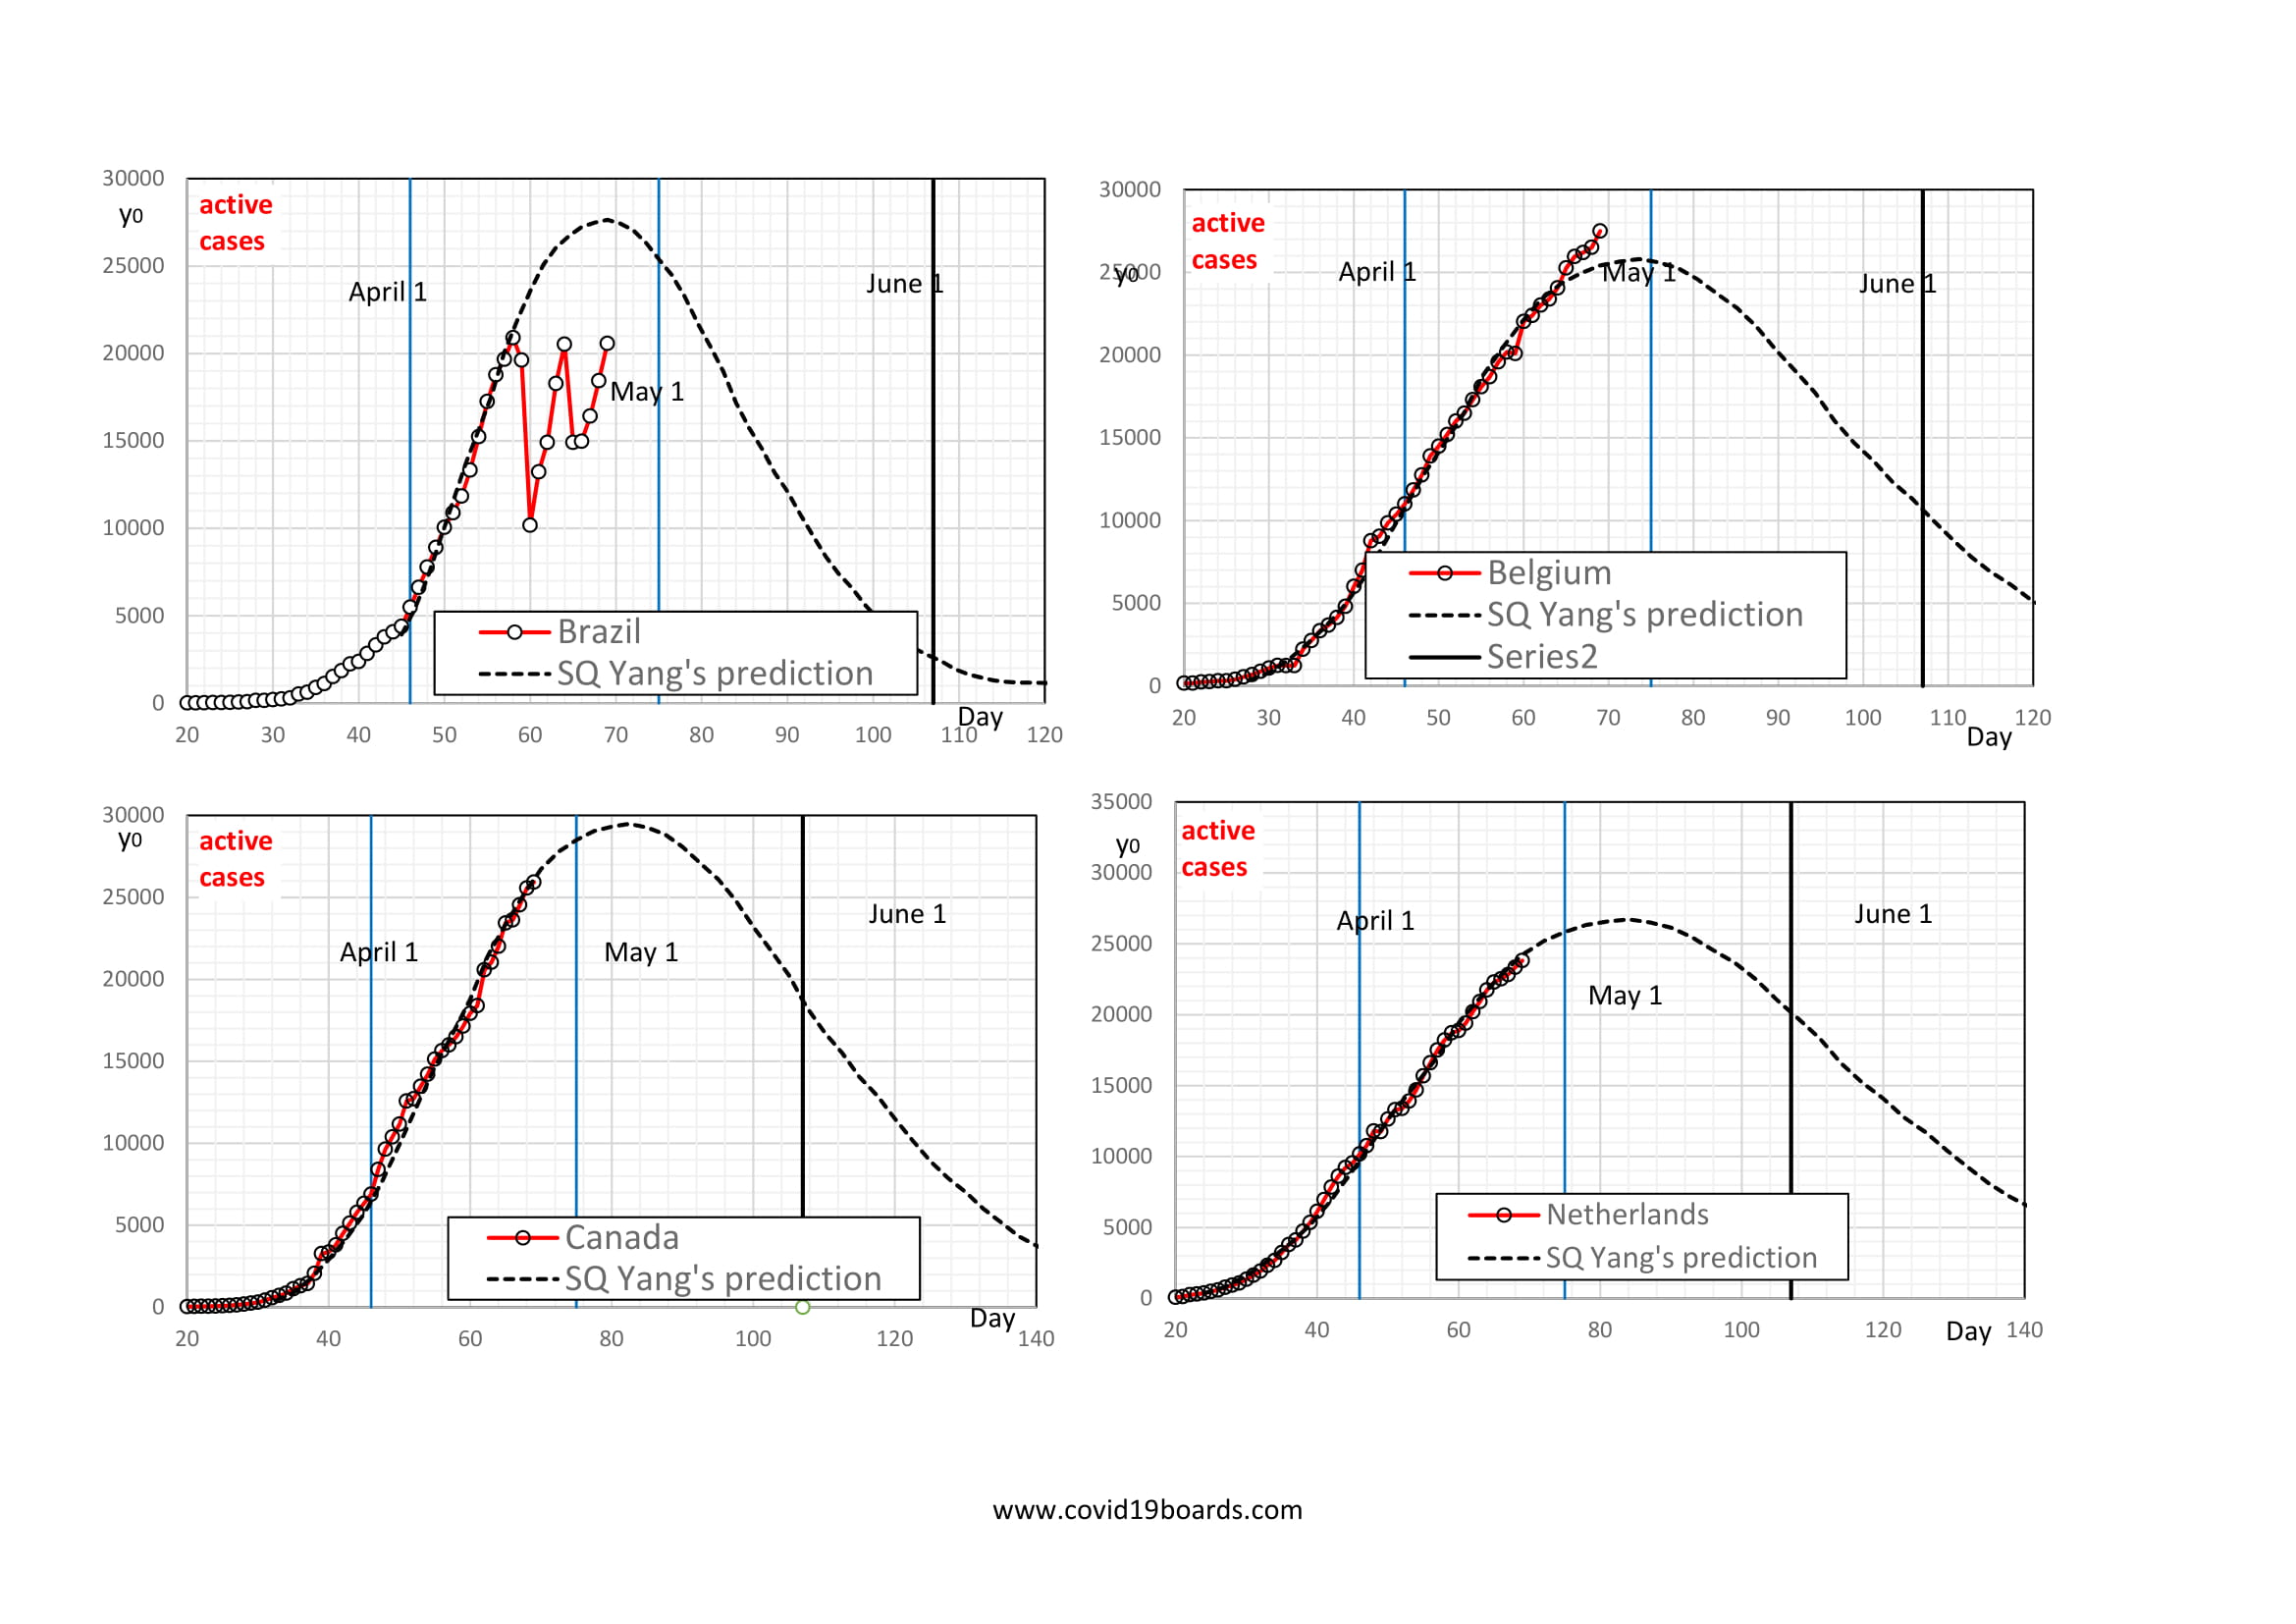 30000
y0
active
cases
25000
April 1
June 1
20000
May 1
15000
10000
5000
Brazil
SQ Yang's prediction
0
Day
20 30 40 50 60 70 80 90 100 110 120
30000
active
cases
y0
25000
April 1
May 1
June 1
20000
15000
10000
5000
Belgium
SQ Yang's prediction
Series2
0
20 30 40 50 60 70 80 90 100 110 120
Day
30000
y0
active
cases
25000
June 1
April 1
May 1
20000
15000
10000
5000
Canada
SQ Yang's prediction
0
Day
20 40 60 80 100 120 140
35000
active
cases
y0
30000
April 1
June 1
25000
May 1
20000
15000
10000
5000
Netherlands
SQ Yang's prediction
0
20 40 60 80 100 120 Day 140
www.covid19boards.com